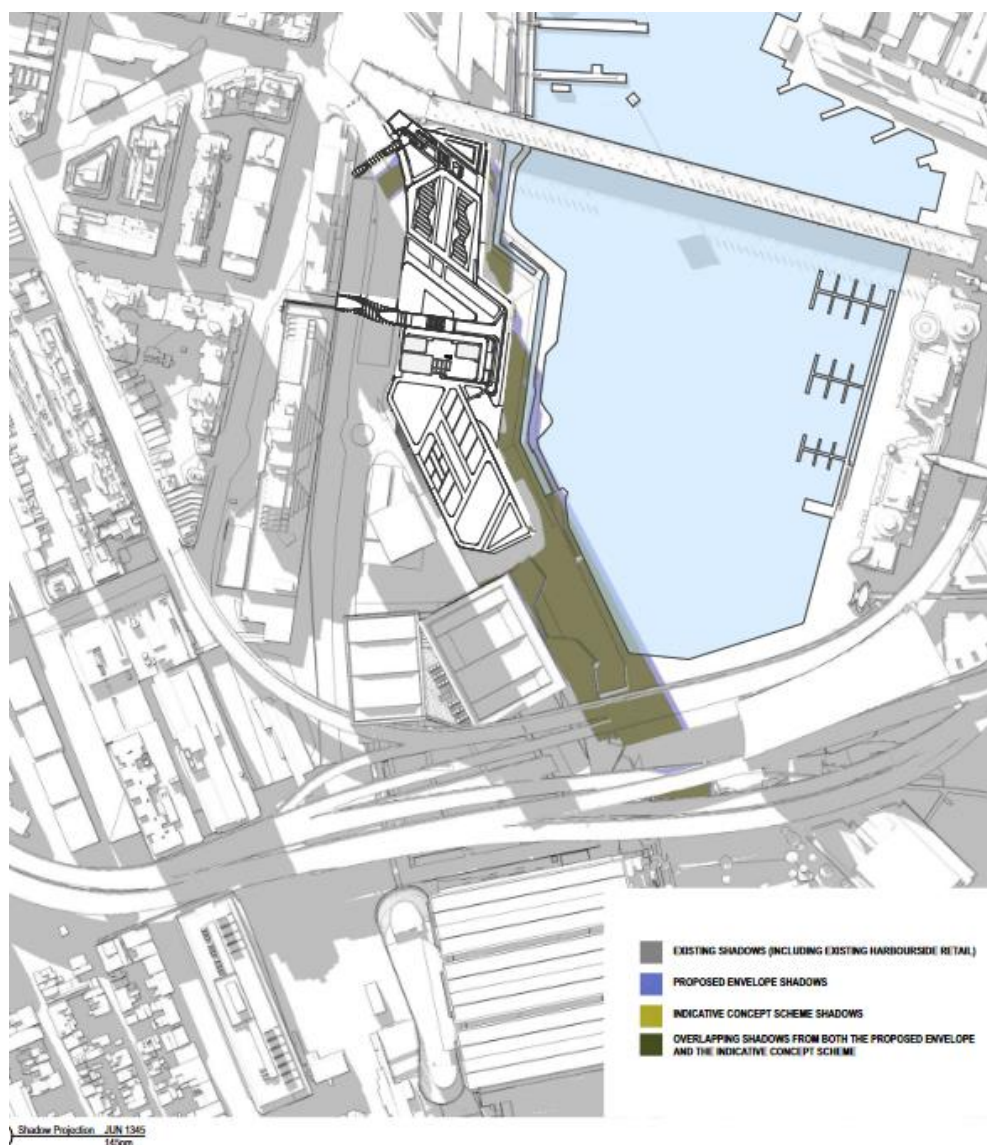 EXISTING SHADOWS (INCLUDING EXISTING HARBOURSIDE RETAIL)
PROPOSED ENVELOPE SHADOWS
INDICATIVE CONCEPT SCHEME SHADOWS
OVERLAPPING SHADOWS FROM BOTH THE PROPOSED ENVELOPE
AND THE INDICATIVE CONCEPT SCHEME
Shadow Projection JUN 1345
145pm